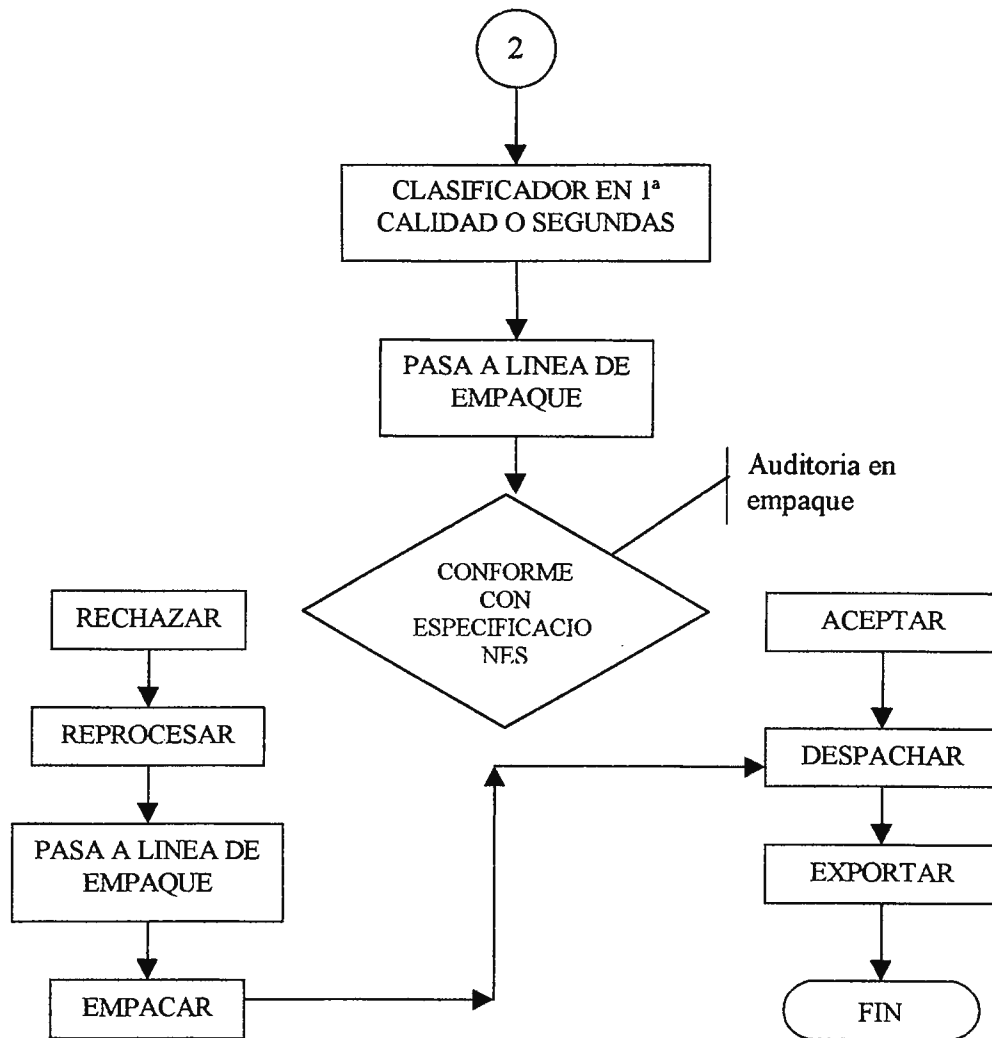 2
CLASIFICADOR EN 1ª
CALIDAD O SEGUNDAS
PASA A LINEA DE
EMPAQUE
Auditoria en
empaque
CONFORME
CON
ESPECIFICACIO
NES
RECHAZAR
REPROCESAR
PASA A LINEA DE
EMPAQUE
EMPACAR
ACEPTAR
DESPACHAR
EXPORTAR
FIN